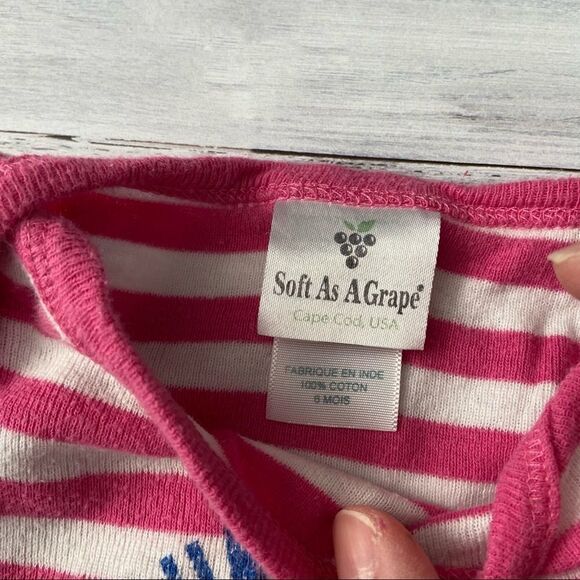 Soft As A Grape®
Cape Cod, USA
FABRIQUE EN INDE
100% COTON
6 MOIS